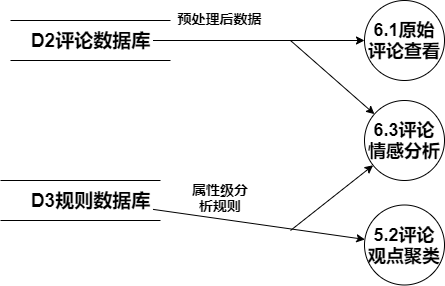 预处理后数据
D2评论数据库
6.1原始
评论查看
6.3评论
情感分析
属性级分
析规则
D3规则数据库
5.2评论
观点聚类